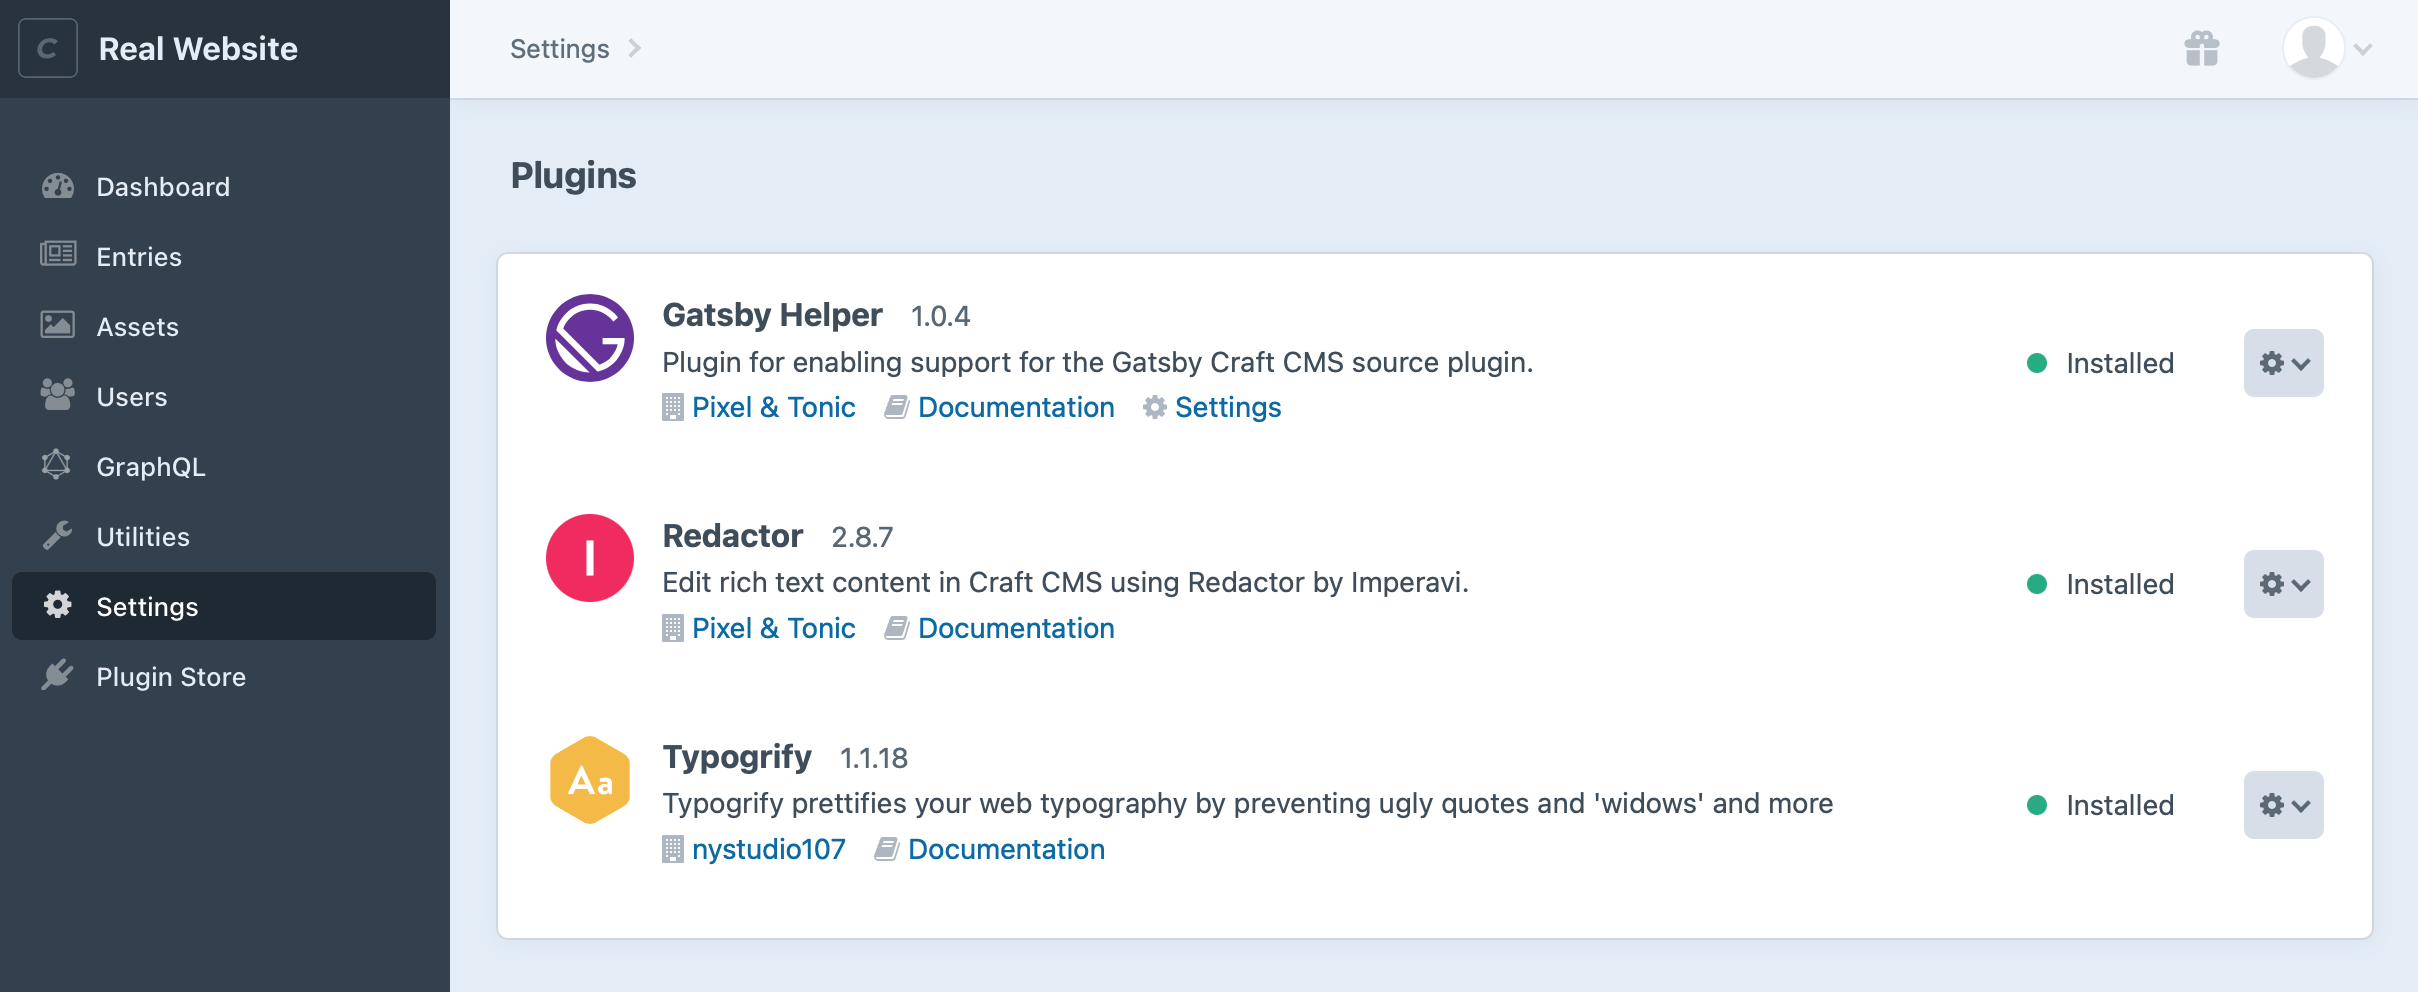 C Real Website
Settings
Dashboard
Entries
Assets
Users
GraphQL
Utilities
Settings
Plugin Store
Plugins
Gatsby Helper 1.0.4
Plugin for enabling support for the Gatsby Craft CMS source plugin.
Pixel & Tonic Documentation Settings
Installed
Redactor 2.8.7
Edit rich text content in Craft CMS using Redactor by Imperavi.
Pixel & Tonic Documentation
Installed
Aa
Typogrify 1.1.18
Typogrify prettifies your web typography by preventing ugly quotes and 'widows' and more
nystudio107 Documentation
Installed